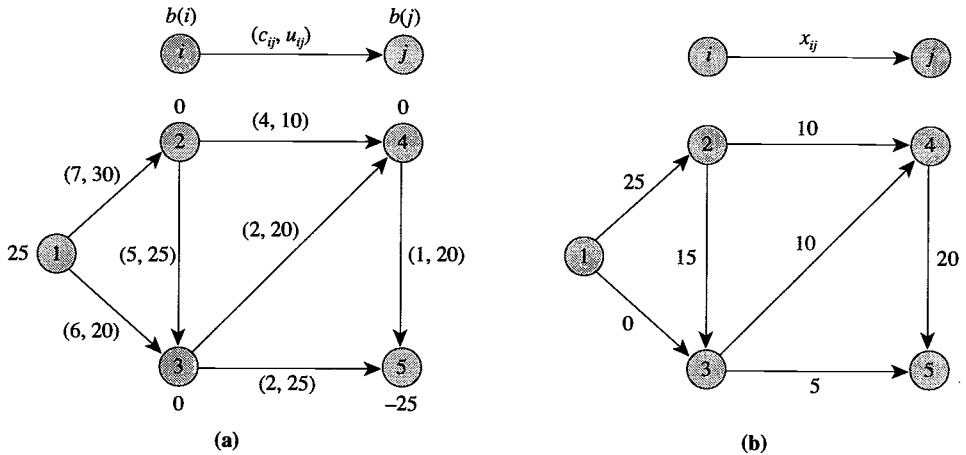 b(i)
b(j)
(c_ij, u_ij)
i
j
0
0
2
(4, 10)
4
(7, 30)
25
1
(5, 25)
(2, 20)
(1, 20)
(6, 20)
3
(2, 25)
5
0
–25
(a)
x_ij
i
j
2
10
4
25
1
15
10
20
0
3
5
5
(b)